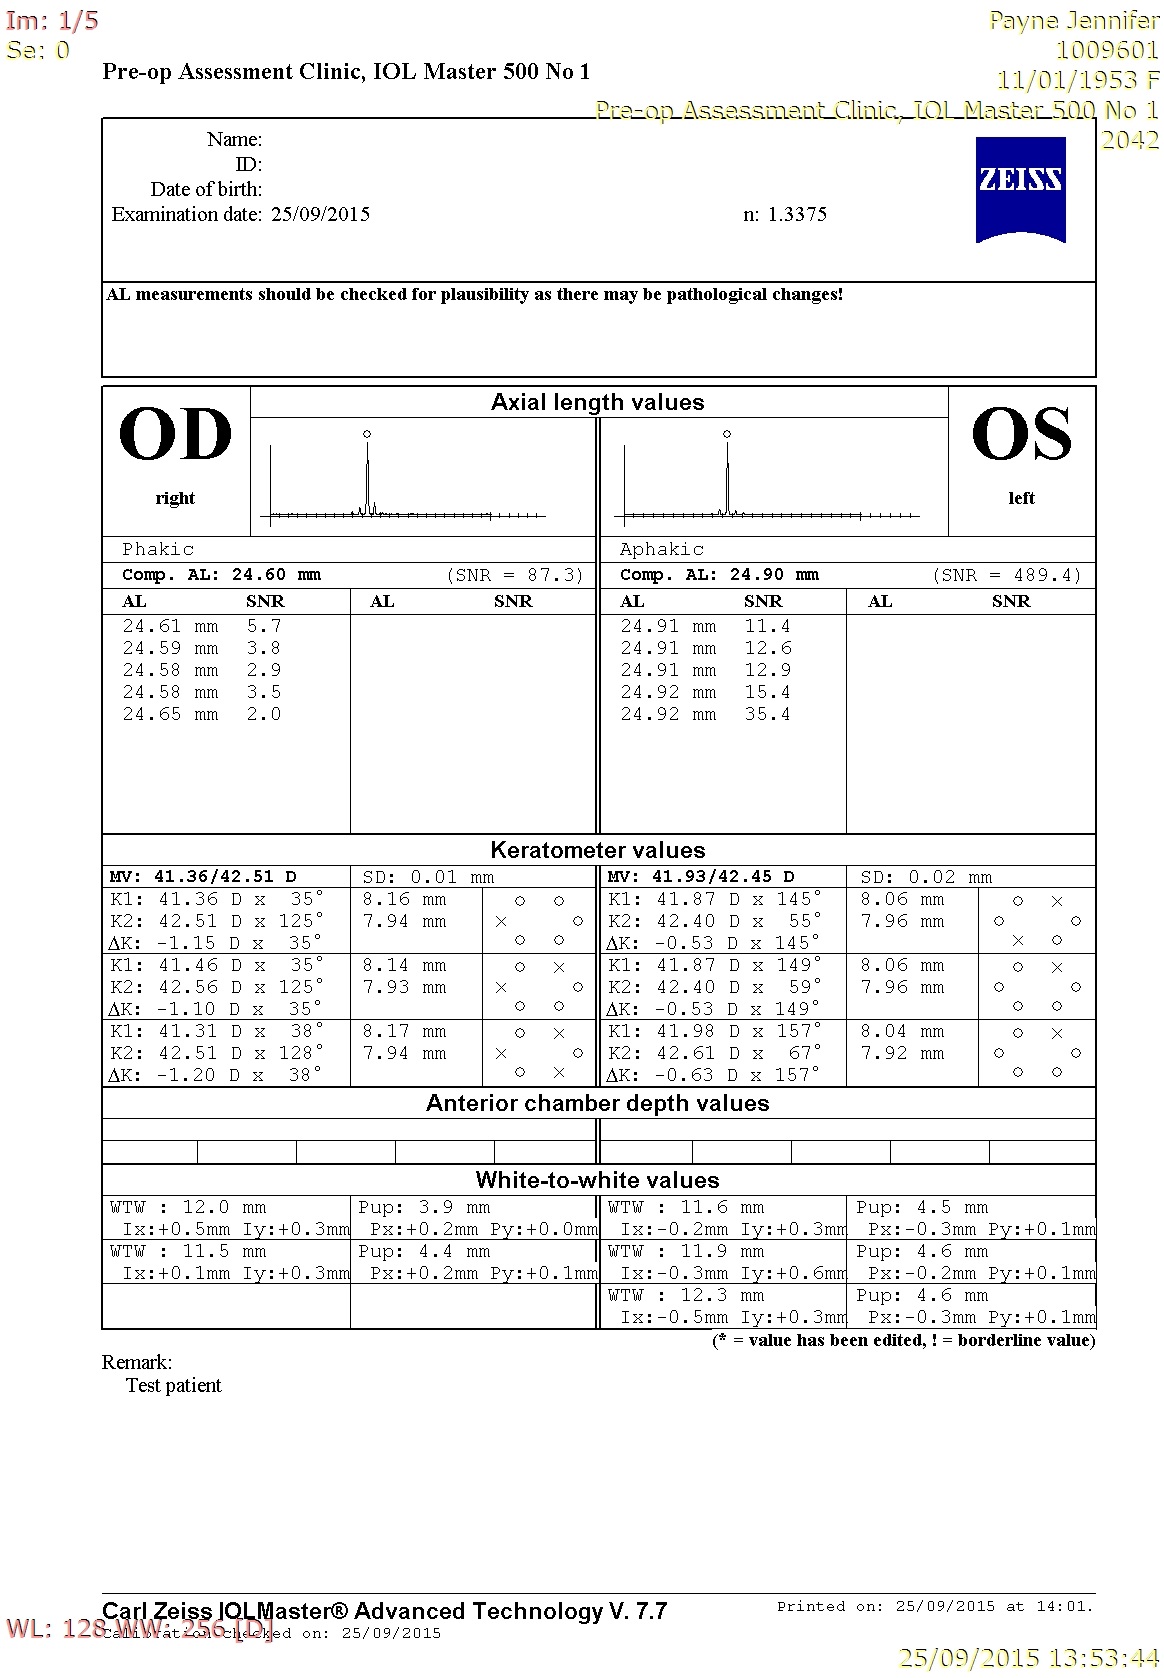 Im: 1/5
Se: 0
Payne Jennifer
1009601
11/01/1953 F
Pre-op Assessment Clinic, IOL Master 500 No 1
2042
Pre-op Assessment Clinic, IOL Master 500 No 1
Name:
ID:
Date of birth:
Examination date: 25/09/2015 n: 1.3375
ZEISS
AL measurements should be checked for plausibility as there may be pathological changes!
OD
right
Axial length values
OS
left
Phakic Aphakic
Comp. AL: 24.60 mm (SNR = 87.3) Comp. AL: 24.90 mm (SNR = 489.4)
AL SNR AL SNR AL SNR AL SNR
24.61 mm 5.7 24.91 mm 11.4
24.59 mm 3.8 24.91 mm 12.6
24.58 mm 2.9 24.91 mm 12.9
24.58 mm 3.5 24.92 mm 15.4
24.65 mm 2.0 24.92 mm 35.4
Keratometer values
MV: 41.36/42.51 D SD: 0.01 mm MV: 41.93/42.45 D SD: 0.02 mm
K1: 41.36 D x 35° 8.16 mm K1: 41.87 D x 145° 8.06 mm
K2: 42.51 D x 125° 7.94 mm K2: 42.40 D x 55° 7.96 mm
ΔK: -1.15 D x 35° ΔK: -0.53 D x 145°
K1: 41.46 D x 35° 8.14 mm K1: 41.87 D x 149° 8.06 mm
K2: 42.56 D x 125° 7.93 mm K2: 42.40 D x 59° 7.96 mm
ΔK: -1.10 D x 35° ΔK: -0.53 D x 149°
K1: 41.31 D x 38° 8.17 mm K1: 41.98 D x 157° 8.04 mm
K2: 42.51 D x 128° 7.94 mm K2: 42.61 D x 67° 7.92 mm
ΔK: -1.20 D x 38° ΔK: -0.63 D x 157°
Anterior chamber depth values
White-to-white values
WTW : 12.0 mm Pup: 3.9 mm WTW : 11.6 mm Pup: 4.5 mm
Ix:+0.5mm Iy:+0.3mm Px:+0.2mm Py:+0.0mm Ix:-0.2mm Iy:+0.3mm Px:-0.3mm Py:+0.1mm
WTW : 11.5 mm Pup: 4.4 mm WTW : 11.9 mm Pup: 4.6 mm
Ix:+0.1mm Iy:+0.3mm Px:+0.2mm Py:+0.1mm Ix:-0.3mm Iy:+0.6mm Px:-0.2mm Py:+0.1mm
WTW : 12.3 mm Pup: 4.6 mm
Ix:-0.5mm Iy:+0.3mm Px:-0.3mm Py:+0.1mm
(* = value has been edited, ! = borderline value)
Remark:
Test patient
Carl Zeiss IOLMaster® Advanced Technology V. 7.7 Printed on: 25/09/2015 at 14:01.
WL: 128 WW: 256 [D]
Calibration checked on: 25/09/2015
25/09/2015 13:53:44